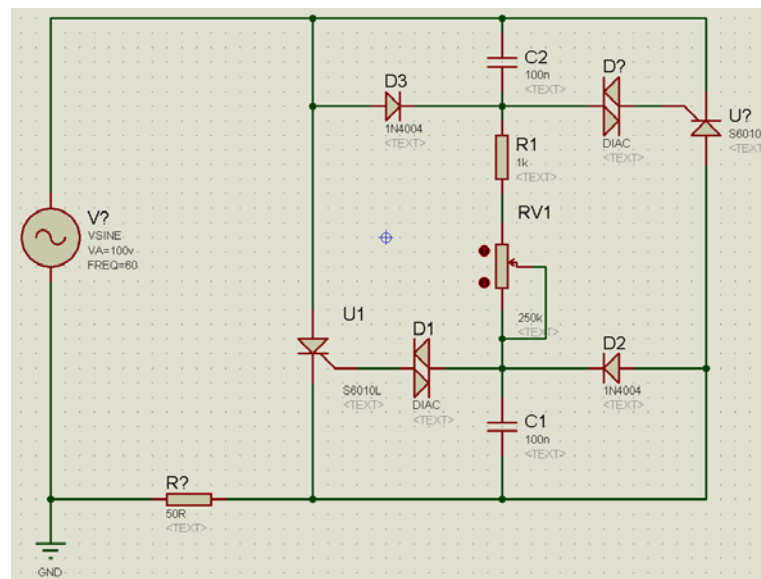 C2
100n
<TEXT>
D3
1N4004
<TEXT>
D?
DIAC
<TEXT>
U?
S6010
<TEXT
R1
1k
<TEXT>
RV1
250k
<TEXT>
V?
VSINE
VA=100v
FREQ=60
U1
S6010L
<TEXT>
D1
DIAC
<TEXT>
D2
1N4004
<TEXT>
C1
100n
<TEXT>
R?
50R
<TEXT>
GND